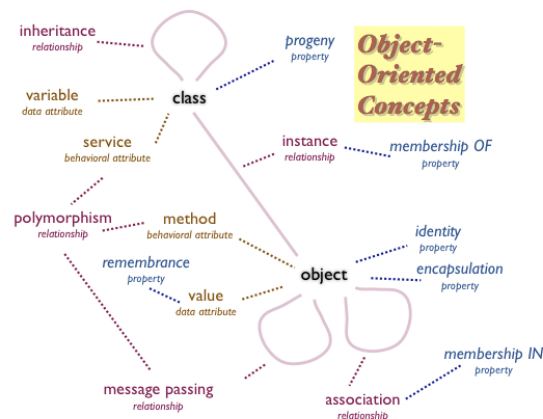 inheritance
relationship
progeny
property
Object-
Oriented
Concepts
variable
data attribute
class
service
behavioral attribute
instance
relationship
membership OF
property
polymorphism
relationship
method
behavioral attribute
identity
property
remembrance
property
object
encapsulation
property
value
data attribute
membership IN
property
message passing
relationship
association
relationship